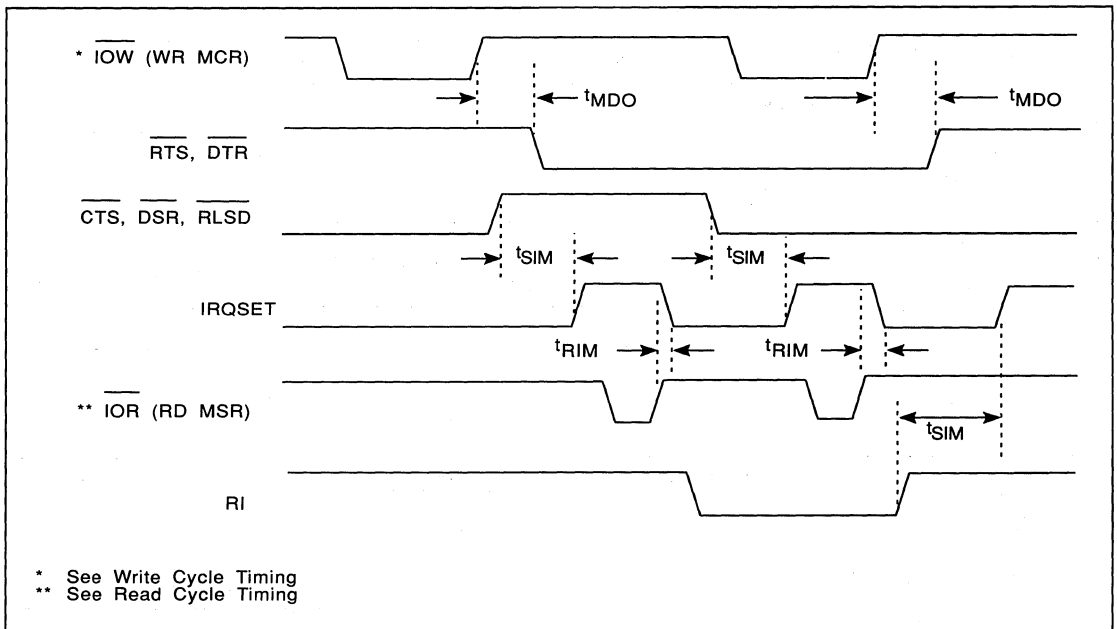 * IOW (WR MCR)
tMDO
tMDO
RTS, DTR
CTS, DSR, RLSD
tSIM
tSIM
IRQSET
tRIM
tRIM
** IOR (RD MSR)
tSIM
RI
* See Write Cycle Timing
** See Read Cycle Timing